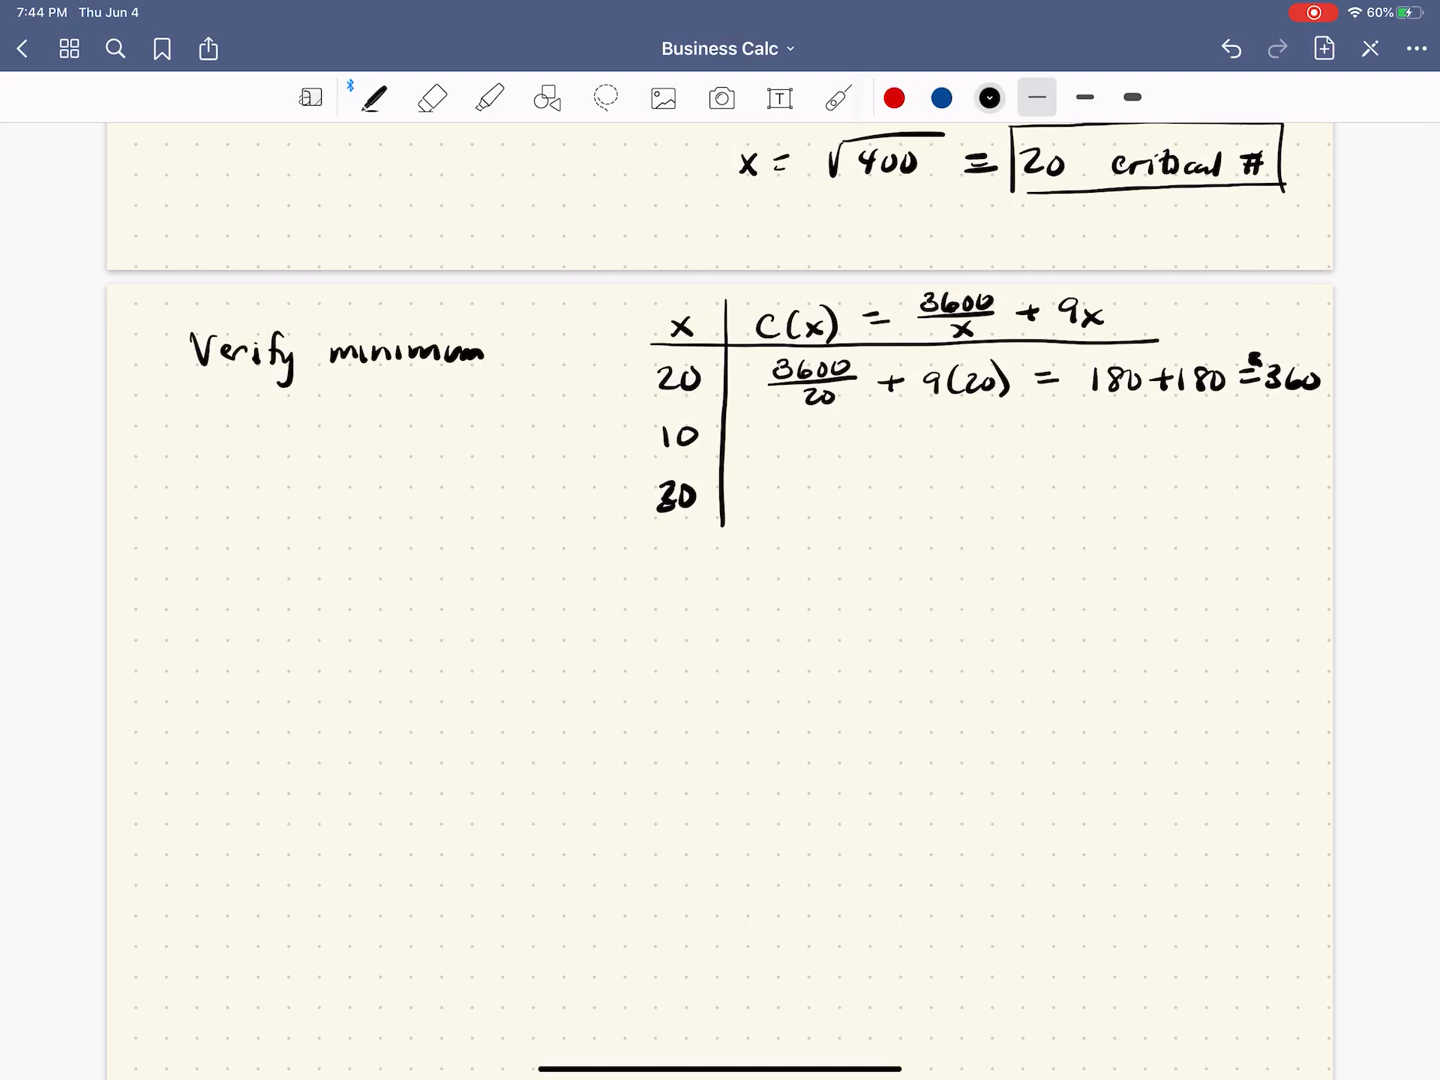 7:44 PM Thu Jun 4
60%
Business Calc
x = √400 = 20 critical #
Verify minimum
x | C(x) = 3600/x + 9x
20 | 3600/20 + 9(20) = 180+180 = 360
10
30